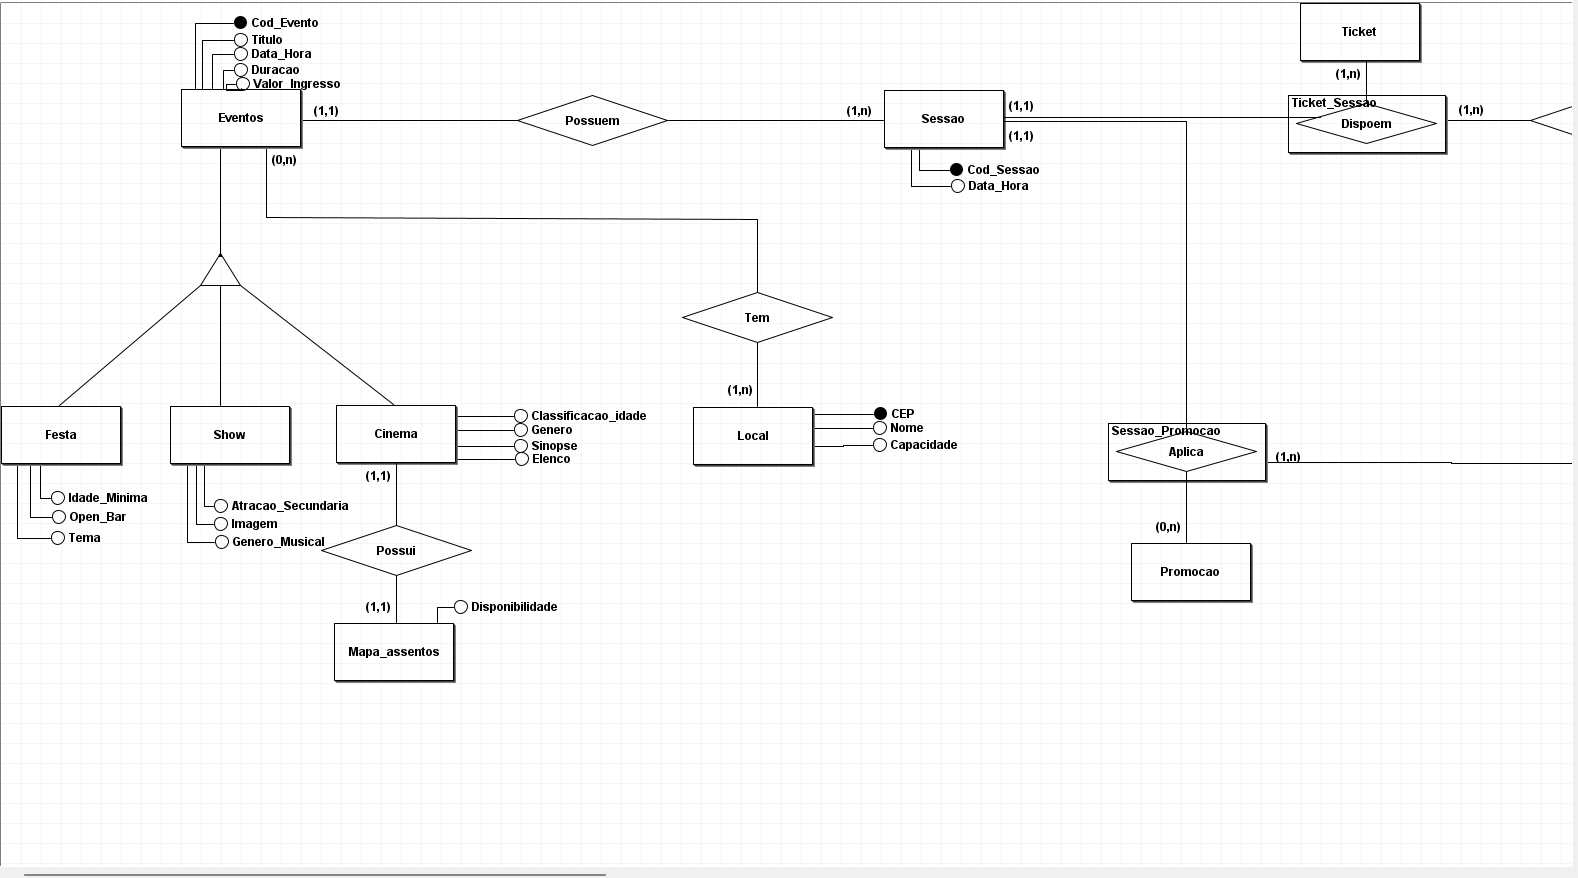 Cod_Evento
Titulo
Data_Hora
Duracao
Valor_Ingresso
Eventos
(1,1)
Possuem
(1,n)
Sessao
(1,1)
(1,1)
Cod_Sessao
Data_Hora
Ticket
(1,n)
Ticket_Sessao
Dispoem
(1,n)
(0,n)
Tem
(1,n)
Local
CEP
Nome
Capacidade
Festa
Idade_Minima
Open_Bar
Tema
Show
Atracao_Secundaria
Imagem
Genero_Musical
Cinema
Classificacao_idade
Genero
Sinopse
Elenco
(1,1)
Possui
(1,1)
Disponibilidade
Mapa_assentos
Sessao_Promocao
Aplica
(1,n)
(0,n)
Promocao